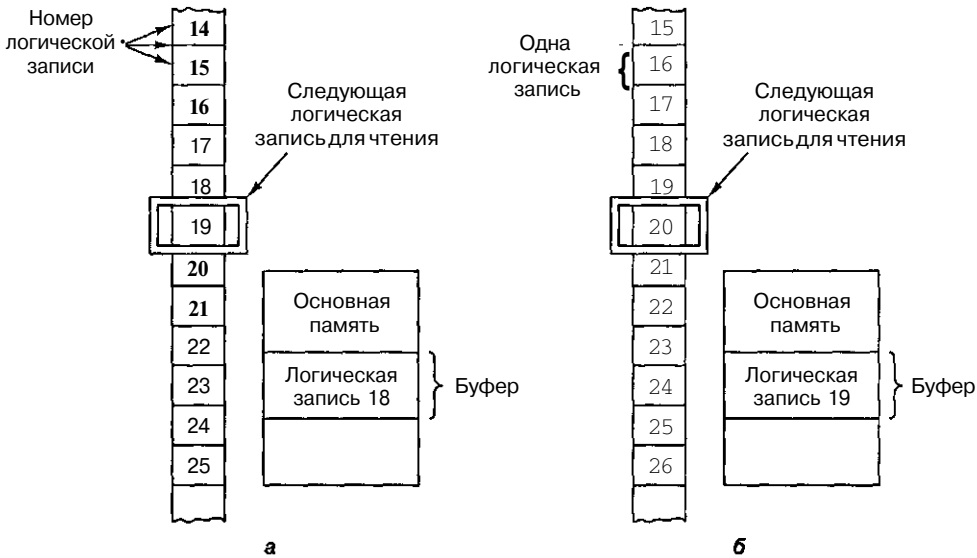 Номер
логической
записи
14
15
16
17
18
19
20
21
22
23
24
25
Следующая
логическая
запись для чтения
Основная
память
Логическая
запись 18
Буфер
а
Одна
логическая
запись
15
16
17
18
19
20
21
22
23
24
25
26
Следующая
логическая
запись для чтения
Основная
память
Логическая
запись 19
Буфер
б